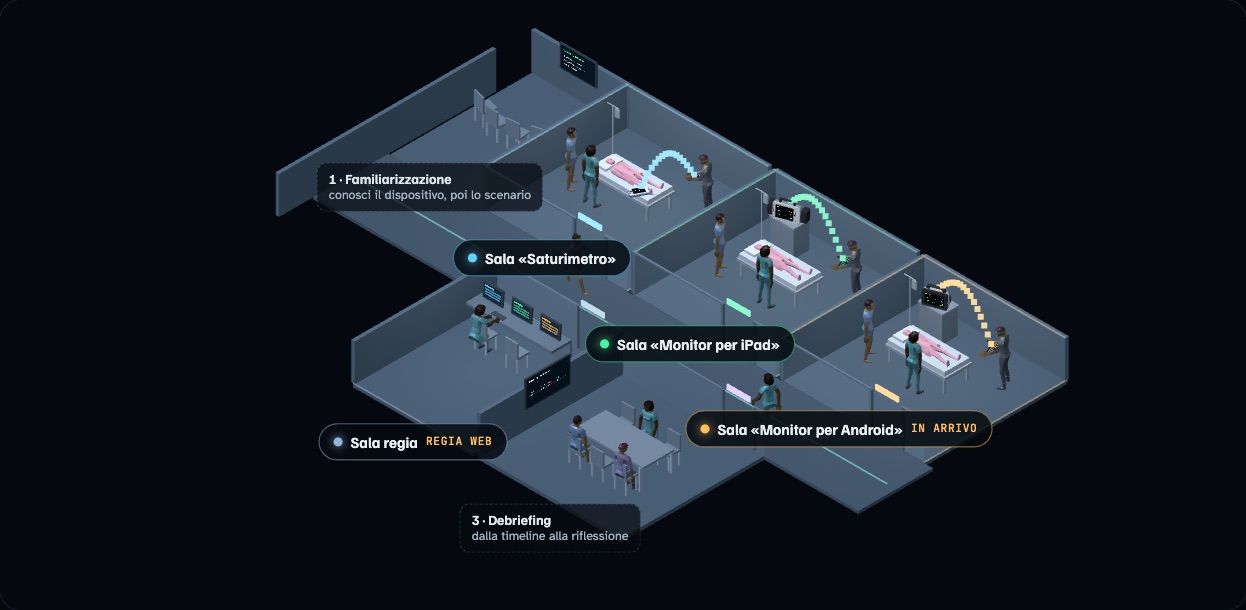 1 · Familiarizzazione
conosci il dispositivo, poi lo scenario
Sala «Saturimetro»
Sala «Monitor per iPad»
Sala «Monitor per Android» IN ARRIVO
Sala regia REGIA WEB
3 · Debriefing
dalla timeline alla riflessione